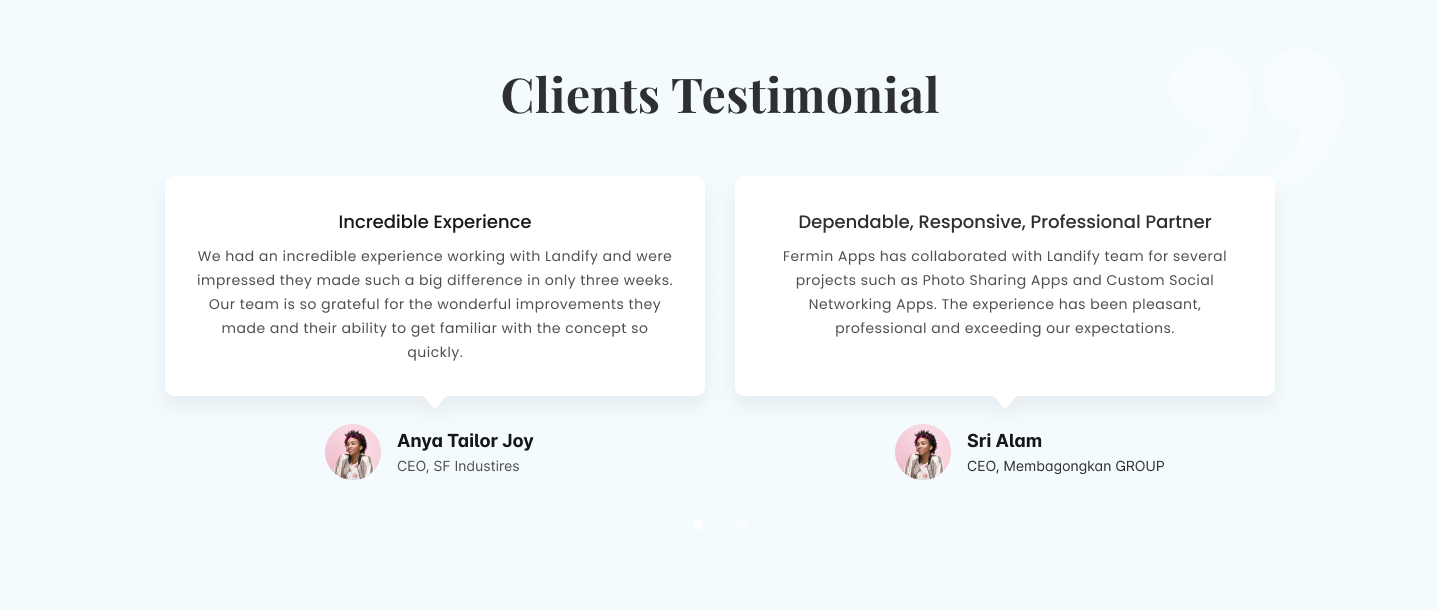 Clients Testimonial
Incredible Experience
We had an incredible experience working with Landify and were
impressed they made such a big difference in only three weeks.
Our team is so grateful for the wonderful improvements they
made and their ability to get familiar with the concept so
quickly.
Anya Tailor Joy
CEO, SF Industires
Dependable, Responsive, Professional Partner
Fermin Apps has collaborated with Landify team for several
projects such as Photo Sharing Apps and Custom Social
Networking Apps. The experience has been pleasant,
professional and exceeding our expectations.
Sri Alam
CEO, Membagongkan GROUP